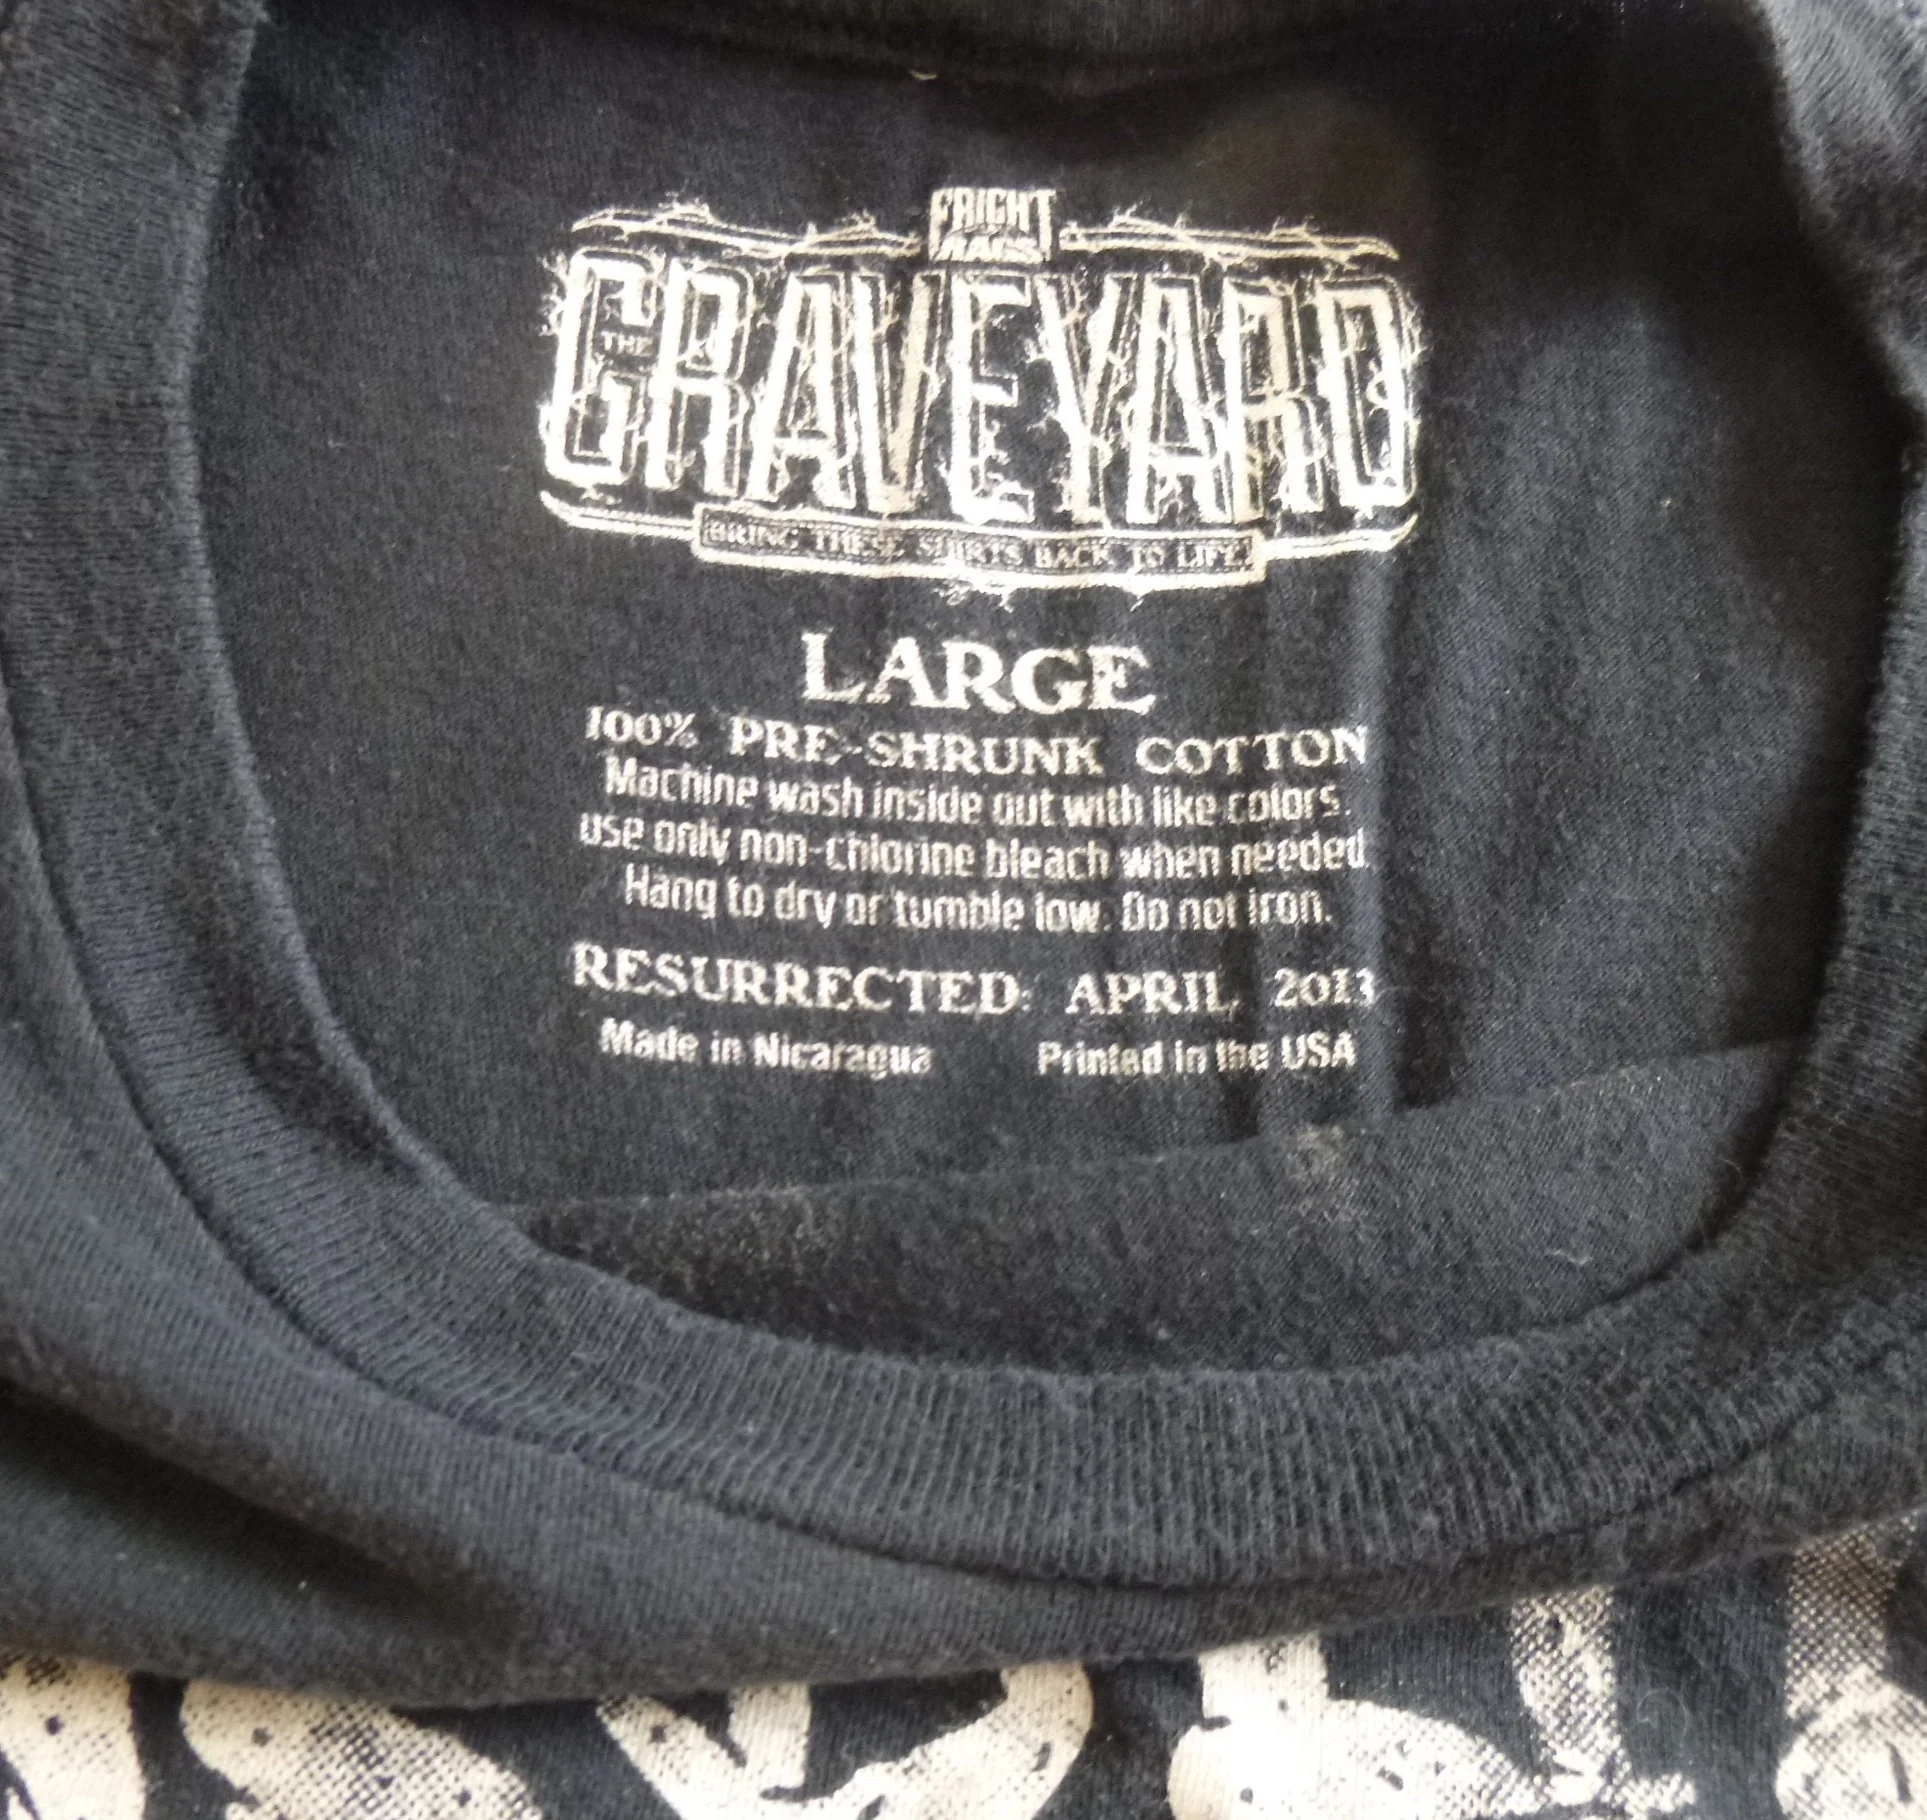 FRIGHT
RAGS
THE
GRAVEYARD
BRING THESE SHIRTS BACK TO LIFE!
LARGE
100% PRE-SHRUNK COTTON
Machine wash inside out with like colors.
use only non-chlorine bleach when needed.
Hang to dry or tumble low. Do not iron.
RESURRECTED: APRIL 2013
Made in Nicaragua Printed in the USA